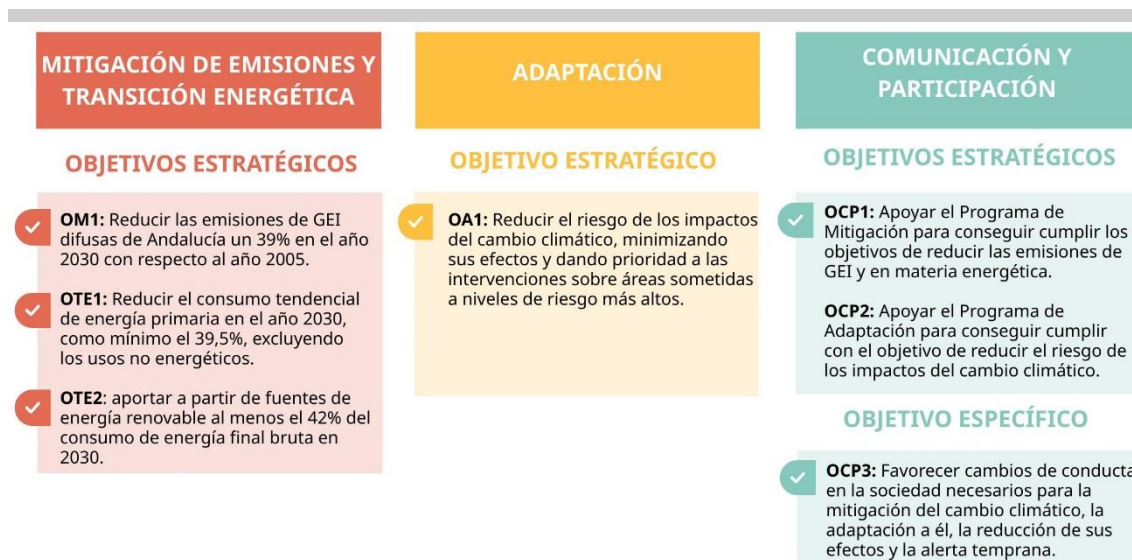 MITIGACIÓN DE EMISIONES Y
TRANSICIÓN ENERGÉTICA
OBJETIVOS ESTRATÉGICOS
OM1: Reducir las emisiones de GEI
difusas de Andalucía un 39% en el año
2030 con respecto al año 2005.
OTE1: Reducir el consumo tendencial
de energía primaria en el año 2030,
como mínimo el 39,5%, excluyendo
los usos no energéticos.
OTE2: aportar a partir de fuentes de
energía renovable al menos el 42% del
consumo de energía final bruta en
2030.
ADAPTACIÓN
OBJETIVO ESTRATÉGICO
OA1: Reducir el riesgo de los impactos
del cambio climático, minimizando
sus efectos y dando prioridad a las
intervenciones sobre áreas sometidas
a niveles de riesgo más altos.
COMUNICACIÓN Y
PARTICIPACIÓN
OBJETIVOS ESTRATÉGICOS
OCP1: Apoyar el Programa de
Mitigación para conseguir cumplir los
objetivos de reducir las emisiones de
GEI y en materia energética.
OCP2: Apoyar el Programa de
Adaptación para conseguir cumplir
con el objetivo de reducir el riesgo de
los impactos del cambio climático.
OBJETIVO ESPECÍFICO
OCP3: Favorecer cambios de conducta
en la sociedad necesarios para la
mitigación del cambio climático, la
adaptación a él, la reducción de sus
efectos y la alerta temprana.